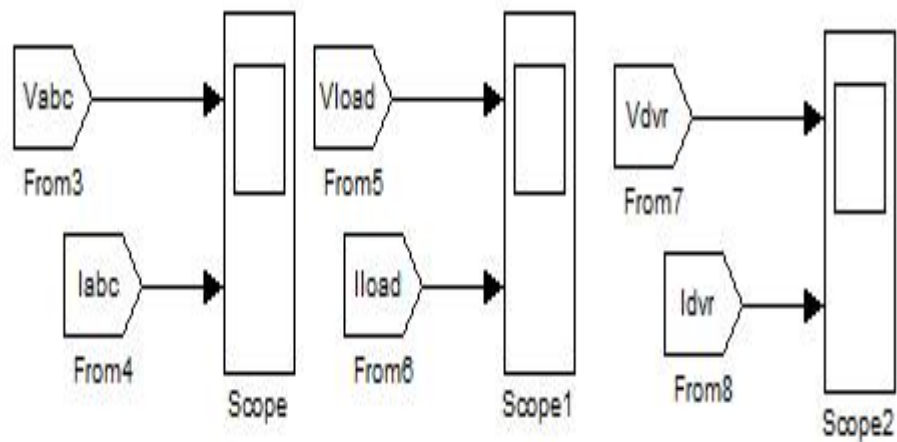 Vabc
From3
Iabc
From4
Scope
Vload
From5
Iload
From6
Scope1
Vdvr
From7
Idvr
From8
Scope2